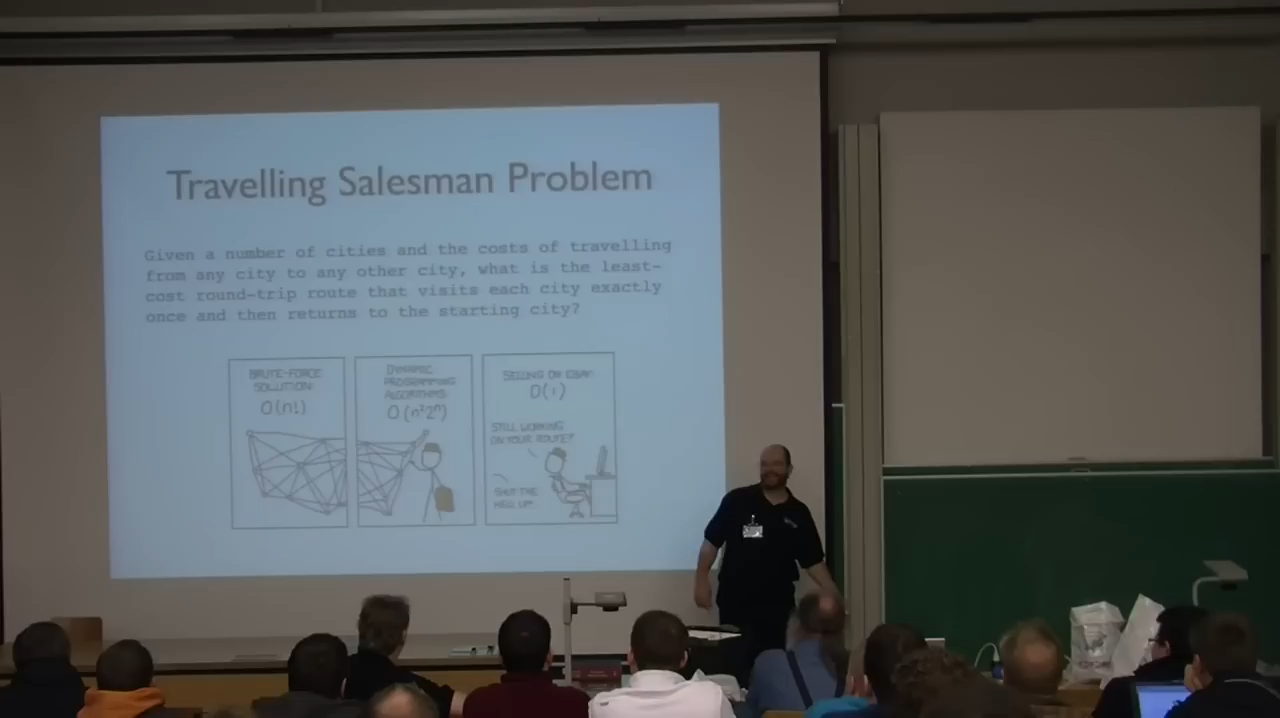 Travelling Salesman Problem
Given a number of cities and the costs of travelling
from any city to any other city, what is the least-
cost round-trip route that visits each city exactly
once and then returns to the starting city?
BRUTE-FORCE
SOLUTION:
O(n!)
DYNAMIC
PROGRAMMING
ALGORITHMS:
O(n²2ⁿ)
SELLING ON EBAY:
O(1)
STILL WORKING
ON YOUR ROUTE?
SHUT THE
HELL UP.